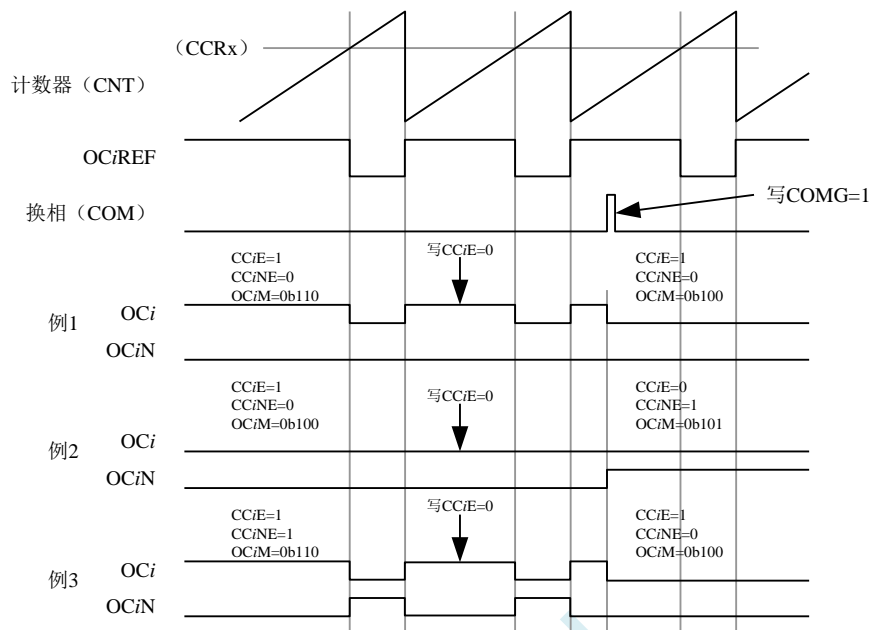 （CCRx）
计数器（CNT）
OCiREF
换相（COM）
写COMG=1
CCiE=1
CCiNE=0
OCiM=0b110
写CCiE=0
CCiE=1
CCiNE=0
OCiM=0b100
例1
OCi
OCiN
CCiE=1
CCiNE=0
OCiM=0b100
写CCiE=0
CCiE=0
CCiNE=1
OCiM=0b101
例2
OCi
OCiN
CCiE=1
CCiNE=1
OCiM=0b110
写CCiE=0
CCiE=1
CCiNE=0
OCiM=0b100
例3
OCi
OCiN